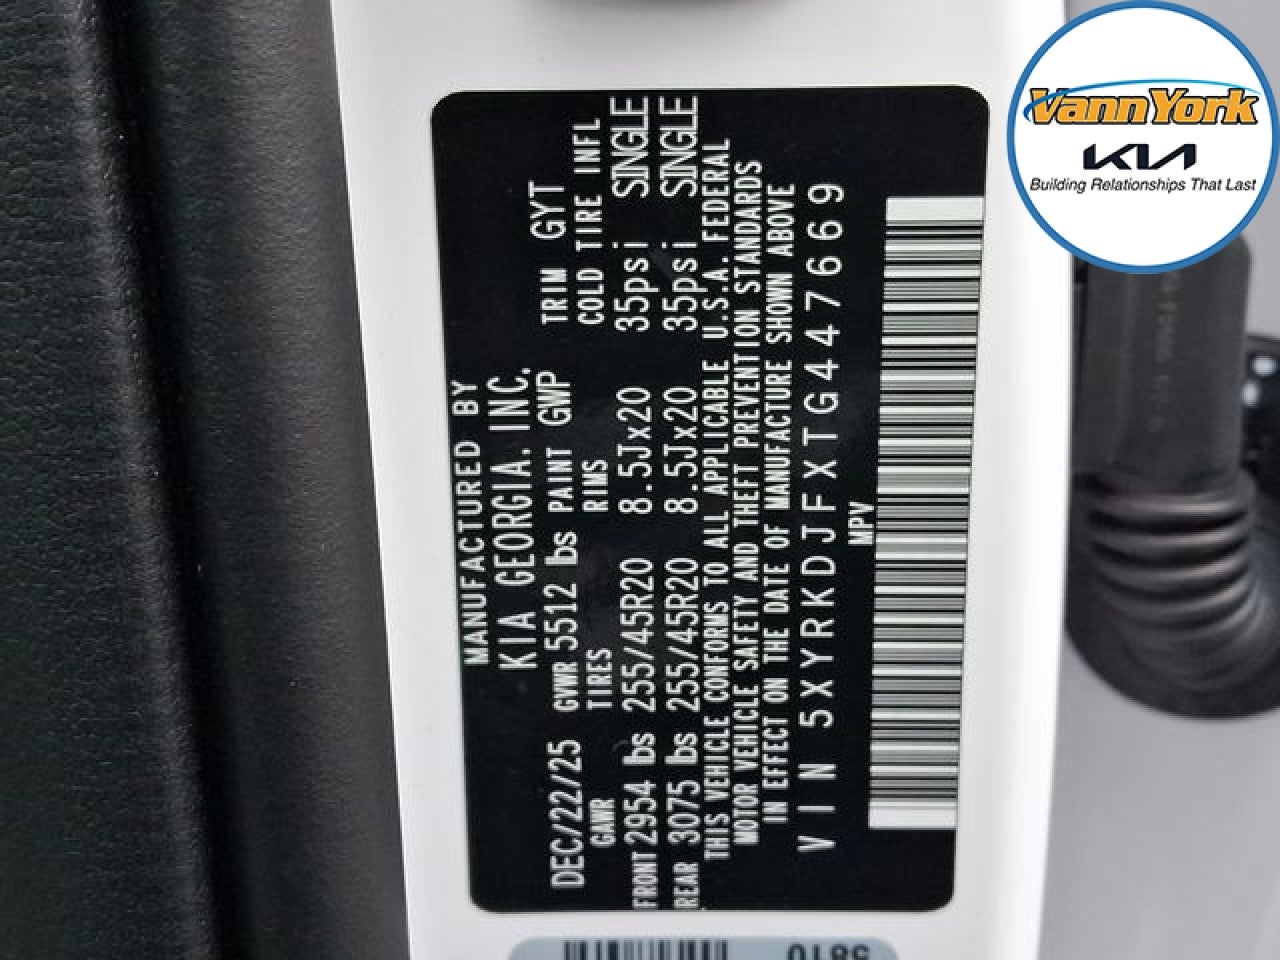 MANUFACTURED BY
KIA GEORGIA. INC.
DEC/22/25 GVWR 5512 lbs PAINT GWP TRIM GYT
GAWR TIRES RIMS COLD TIRE INFL
FRONT 2954 lbs 255/45R20 8.5Jx20 35psi SINGLE
REAR 3075 lbs 255/45R20 8.5Jx20 35psi SINGLE
THIS VEHICLE CONFORMS TO ALL APPLICABLE U.S.A. FEDERAL
MOTOR VEHICLE SAFETY AND THEFT PREVENTION STANDARDS
IN EFFECT ON THE DATE OF MANUFACTURE SHOWN ABOVE
VIN 5XYRKDJFXTG447669
MPV
VannYork
KIA
Building Relationships That Last
5810